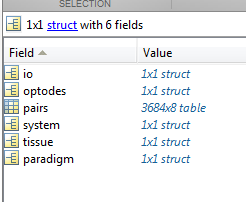 SELECTION
1x1 struct with 6 fields
Field Value
io 1x1 struct
optodes 1x1 struct
pairs 3684x8 table
system 1x1 struct
tissue 1x1 struct
paradigm 1x1 struct